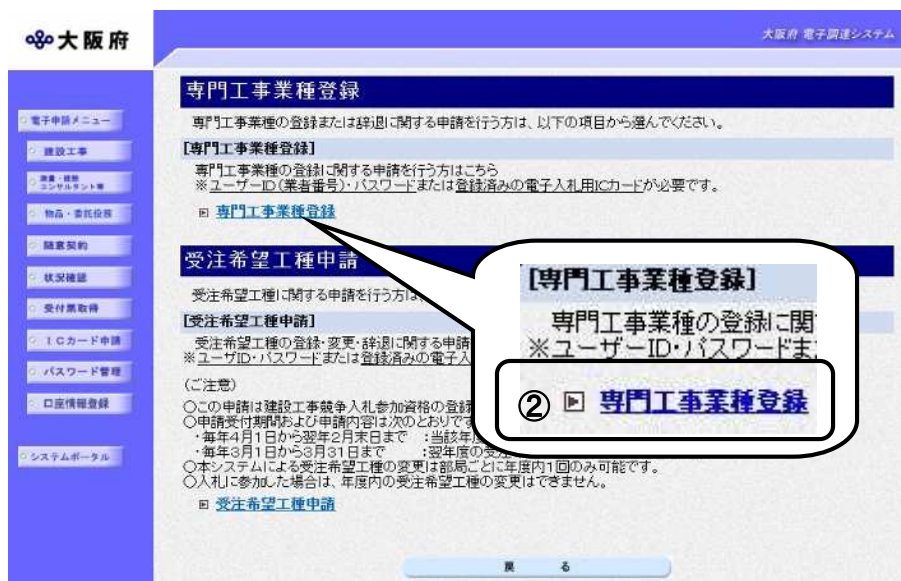 大阪府
大阪府 電子調達システム
電子申請メニュー
建設工事
測量・建設
コンサルタント等
物品・委託役務
随意契約
状況確認
受付票取得
ICカード申請
パスワード管理
口座情報登録
システムポータル
専門工事業種登録
専門工事業種の登録または辞退に関する申請を行う方は、以下の項目から選んでください。
[専門工事業種登録]
専門工事業種の登録に関する申請を行う方はこちら
※ユーザーID(業者番号)・パスワードまたは登録済みの電子入札用ICカードが必要です。
専門工事業種登録
受注希望工種申請
受注希望工種に関する申請を行う方は、
[受注希望工種申請]
受注希望工種の登録・変更・辞退に関する申請
※ユーザID・パスワードまたは登録済みの電子入
(ご注意)
○この申請は建設工事競争入札参加資格の登録
○申請受付期間および申請内容は次のとおりです
・毎年4月1日から翌年2月末日まで :当該年度
・毎年3月1日から3月31日まで :翌年度の受注
○本システムによる受注希望工種の変更は部局ごとに年度内1回のみ可能です。
○入札に参加した場合は、年度内の受注希望工種の変更はできません。
受注希望工種申請
戻る
[専門工事業種登録]
専門工事業種の登録に関
※ユーザーID・パスワードま
② 専門工事業種登録